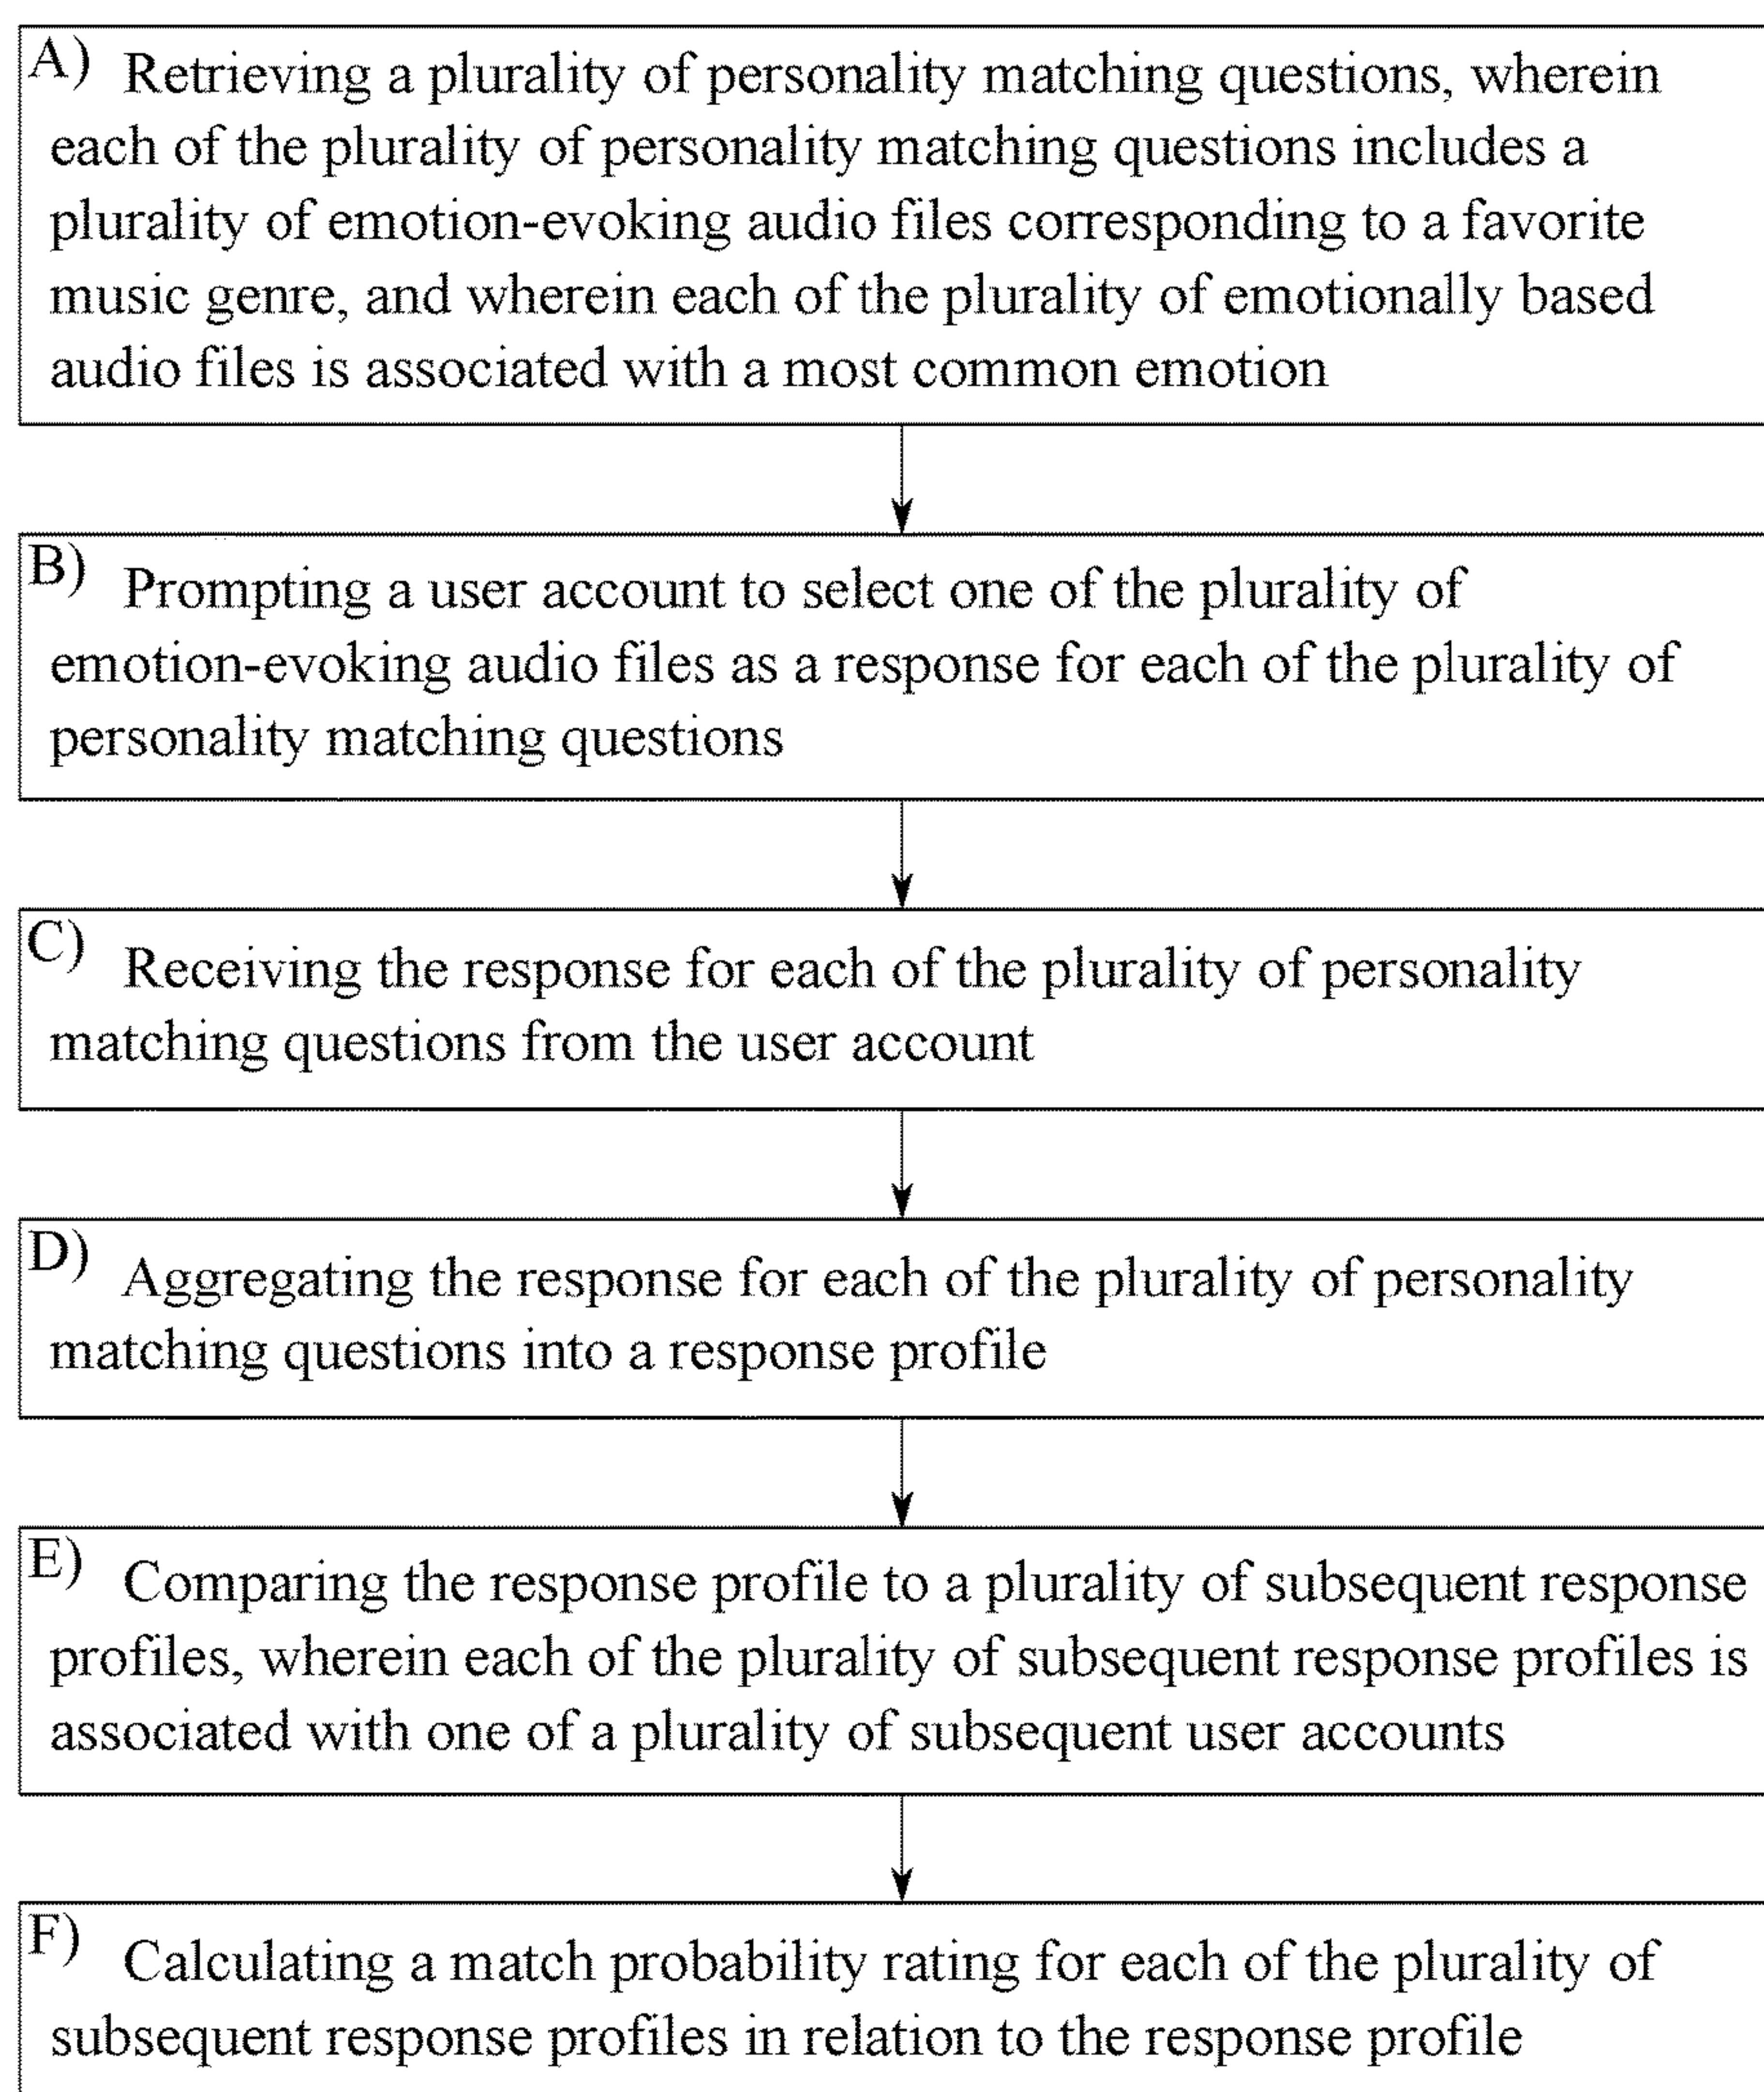 A) Retrieving a plurality of personality matching questions, wherein
each of the plurality of personality matching questions includes a
plurality of emotion-evoking audio files corresponding to a favorite
music genre, and wherein each of the plurality of emotionally based
audio files is associated with a most common emotion
B) Prompting a user account to select one of the plurality of
emotion-evoking audio files as a response for each of the plurality of
personality matching questions
C) Receiving the response for each of the plurality of personality
matching questions from the user account
D) Aggregating the response for each of the plurality of personality
matching questions into a response profile
E) Comparing the response profile to a plurality of subsequent response
profiles, wherein each of the plurality of subsequent response profiles is
associated with one of a plurality of subsequent user accounts
F) Calculating a match probability rating for each of the plurality of
subsequent response profiles in relation to the response profile